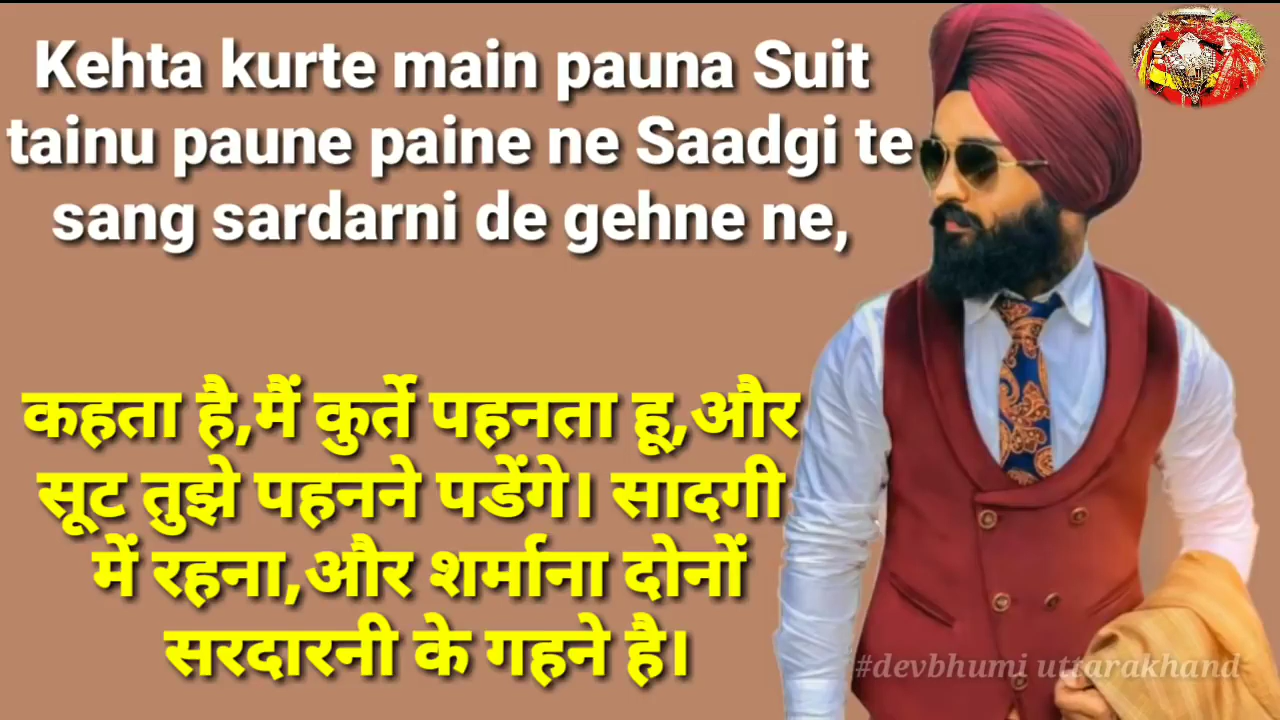 Kehta kurte main pauna Suit
tainu paune paine ne Saadgi te
sang sardarni de gehne ne,
कहता है,मैं कुर्ते पहनता हू,और
सूट तुझे पहनने पडेंगे। सादगी
में रहना,और शर्माना दोनों
सरदारनी के गहने है।
#devbhumi uttarakhand